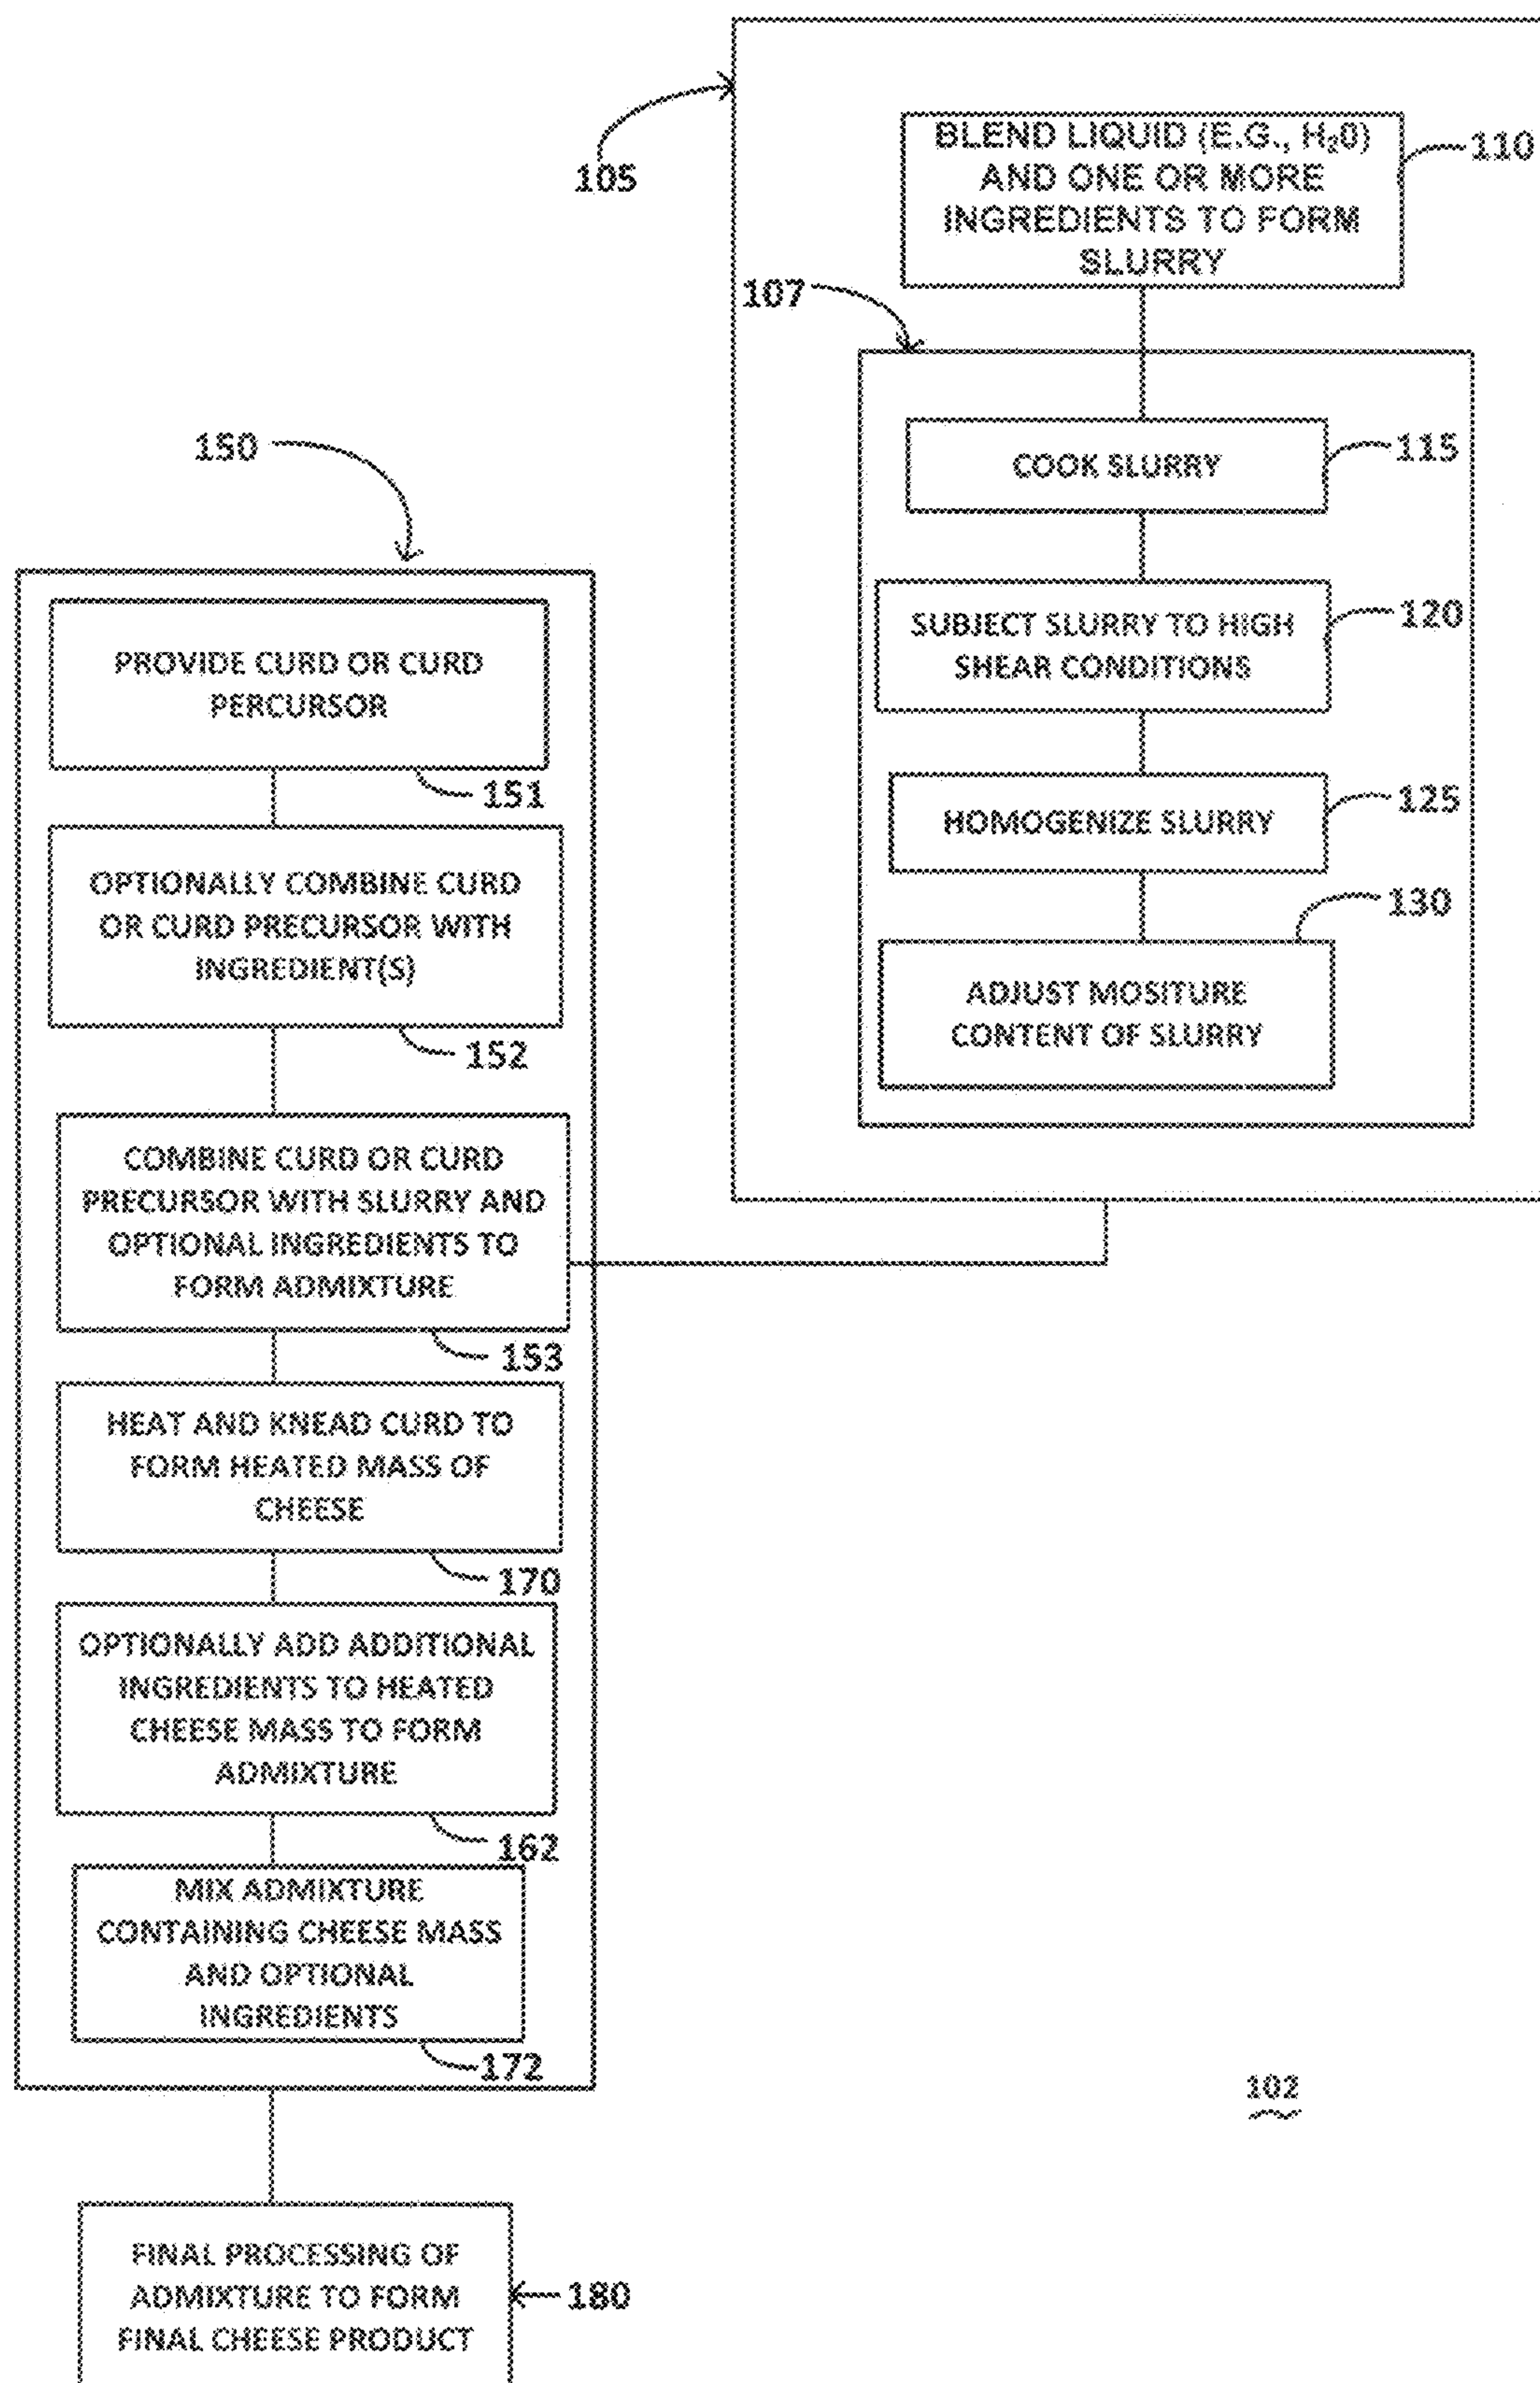 105
BLEND LIQUID (E.G., H₂0)
AND ONE OR MORE
INGREDIENTS TO FORM
SLURRY
110
107
COOK SLURRY
115
SUBJECT SLURRY TO HIGH
SHEAR CONDITIONS
120
HOMOGENIZE SLURRY
125
130
ADJUST MOSITURE
CONTENT OF SLURRY
150
PROVIDE CURD OR CURD
PERCURSOR
151
OPTIONALLY COMBINE CURD
OR CURD PRECURSOR WITH
INGREDIENT(S)
152
COMBINE CURD OR CURD
PRECURSOR WITH SLURRY AND
OPTIONAL INGREDIENTS TO
FORM ADMIXTURE
153
HEAT AND KNEAD CURD TO
FORM HEATED MASS OF
CHEESE
170
OPTIONALLY ADD ADDITIONAL
INGREDIENTS TO HEATED
CHEESE MASS TO FORM
ADMIXTURE
162
MIX ADMIXTURE
CONTAINING CHEESE MASS
AND OPTIONAL
INGREDIENTS
172
102
FINAL PROCESSING OF
ADMIXTURE TO FORM
FINAL CHEESE PRODUCT
180